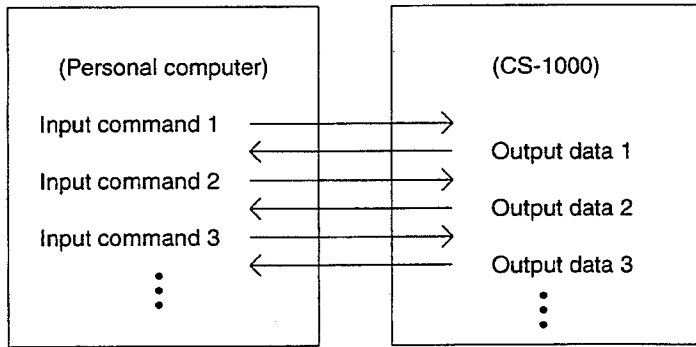 (Personal computer)
(CS-1000)
Input command 1
Output data 1
Input command 2
Output data 2
Input command 3
Output data 3